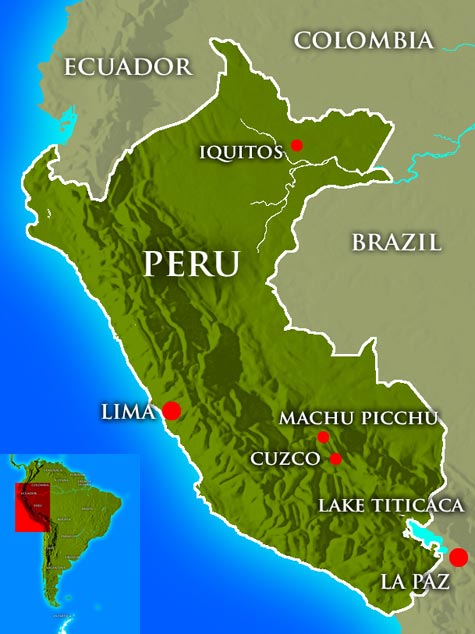 COLOMBIA
ECUADOR
IQUITOS
BRAZIL
PERU
LIMA
MACHU PICCHU
CUZCO
LAKE TITICACA
LA PAZ